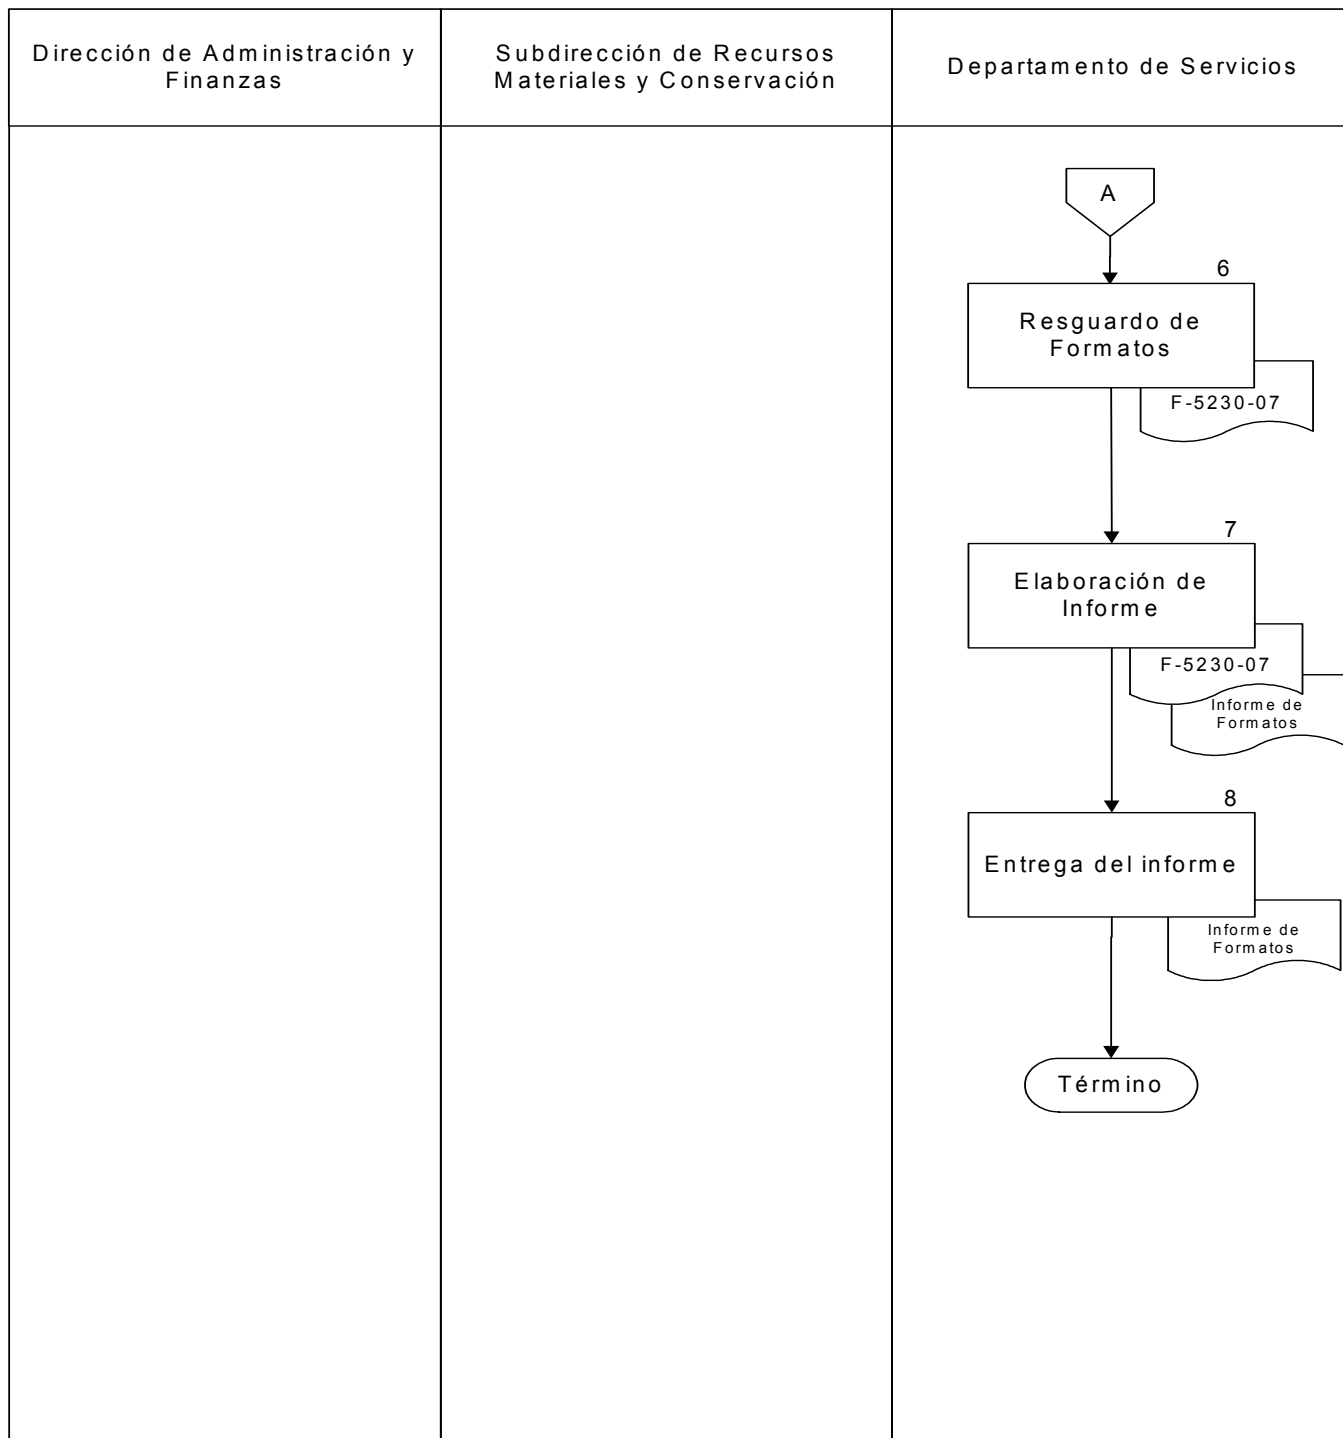 Dirección de Administración y
Finanzas
Subdirección de Recursos
Materiales y Conservación
Departamento de Servicios
A
6
Resguardo de
Formatos
F-5230-07
7
Elaboración de
Informe
F-5230-07
Informe de
Formatos
8
Entrega del informe
Informe de
Formatos
Término